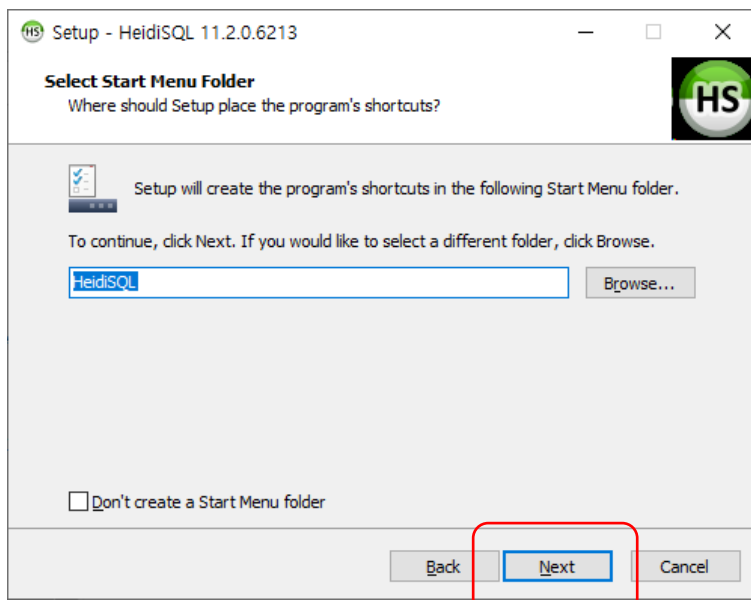 HS Setup - HeidiSQL 11.2.0.6213
Select Start Menu Folder
Where should Setup place the program's shortcuts?
HS
Setup will create the program's shortcuts in the following Start Menu folder.
To continue, click Next. If you would like to select a different folder, click Browse.
HeidiSQL
Browse...
Don't create a Start Menu folder
Back Next Cancel